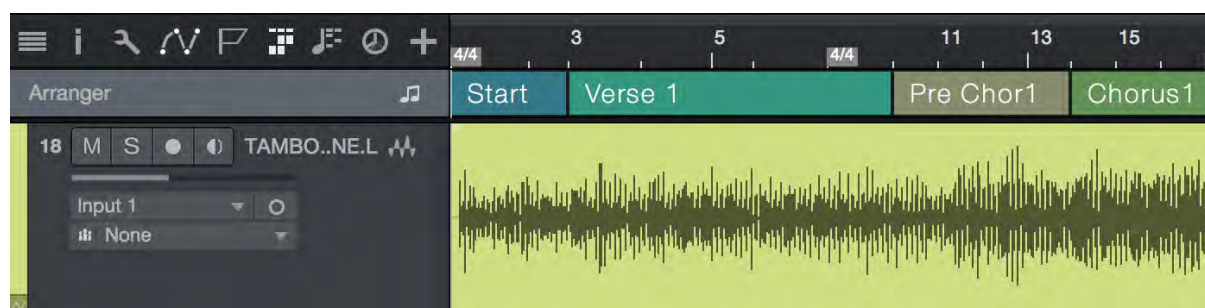 3 5 11 13 15
4/4 4/4
Arranger Start Verse 1 Pre Chor1 Chorus1
18 M S TAMBO..NE.L
Input 1
None